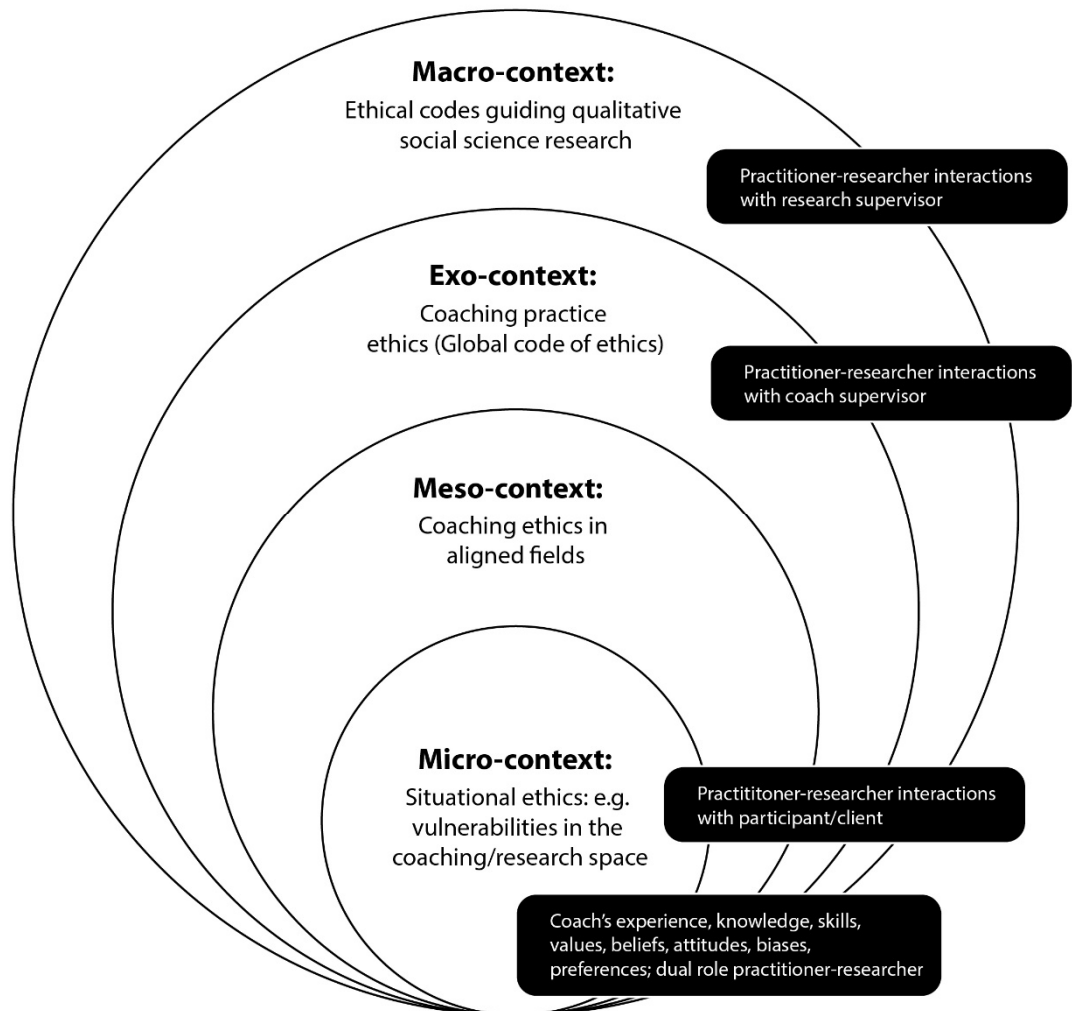 Macro-context:
Ethical codes guiding qualitative
social science research
Practitioner-researcher interactions
with research supervisor
Exo-context:
Coaching practice
ethics (Global code of ethics)
Practitioner-researcher interactions
with coach supervisor
Meso-context:
Coaching ethics in
aligned fields
Micro-context:
Situational ethics: e.g.
vulnerabilities in the
coaching/research space
Practititoner-researcher interactions
with participant/client
Coach's experience, knowledge, skills,
values, beliefs, attitudes, biases,
preferences; dual role practitioner-researcher